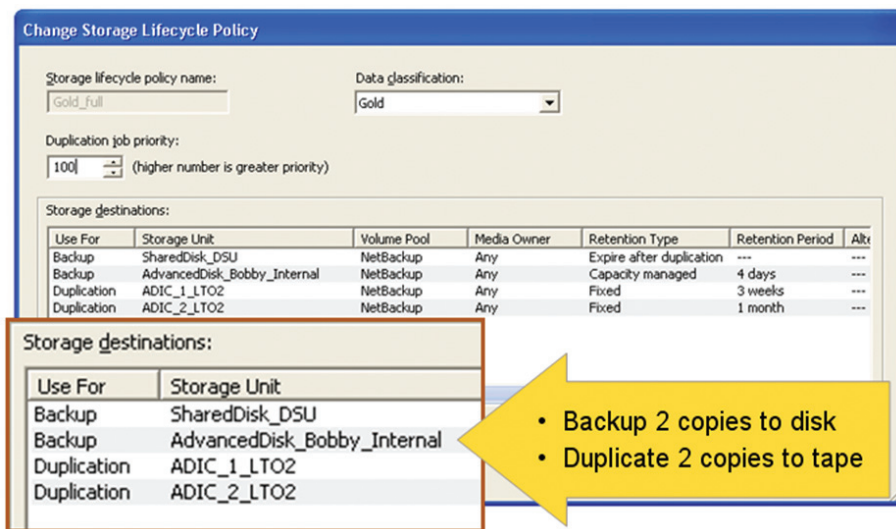 Change Storage Lifecycle Policy
Storage lifecycle policy name: Data classification:
Gold_full Gold
Duplication job priority:
100 (higher number is greater priority)
Storage destinations:
Use For Storage Unit Volume Pool Media Owner Retention Type Retention Period Alte
Backup SharedDisk_DSU NetBackup Any Expire after duplication ---  ---
Backup AdvancedDisk_Bobby_Internal NetBackup Any Capacity managed 4 days ---
Duplication ADIC_1_LTO2 NetBackup Any Fixed 3 weeks ---
Duplication ADIC_2_LTO2 NetBackup Any Fixed 1 month ---
Storage destinations:
Use For Storage Unit
Backup SharedDisk_DSU
Backup AdvancedDisk_Bobby_Internal
Duplication ADIC_1_LTO2
Duplication ADIC_2_LTO2
• Backup 2 copies to disk
• Duplicate 2 copies to tape